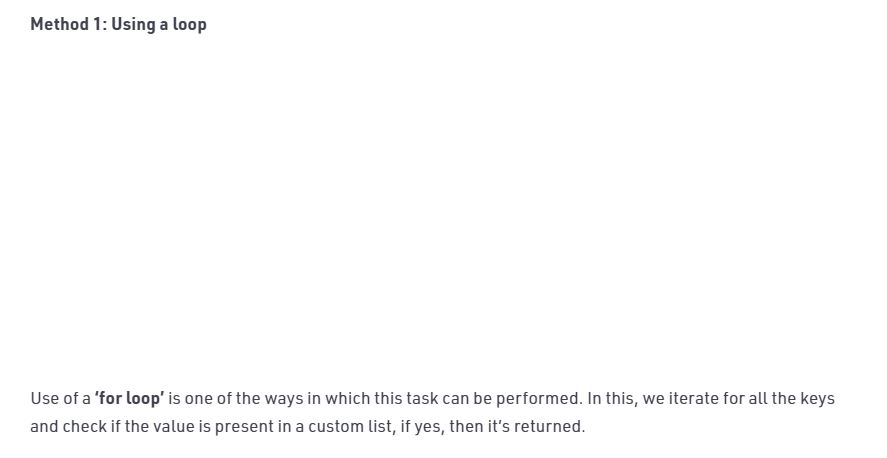 Method 1: Using a loop
Use of a ‘for loop’ is one of the ways in which this task can be performed. In this, we iterate for all the keys
and check if the value is present in a custom list, if yes, then it’s returned.